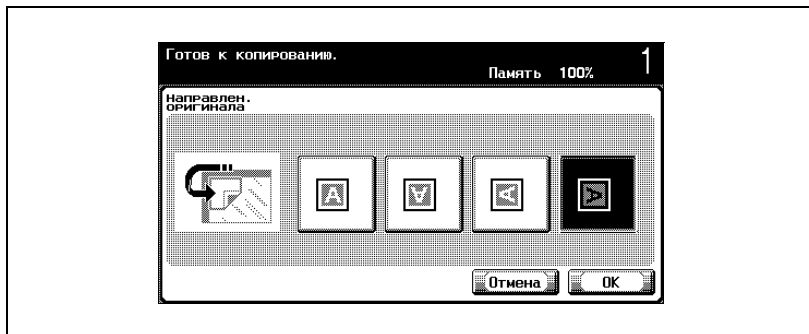 Готов к копированию.
Память 100% 1
Направлен.
оригинала
A A A A
Отмена OK